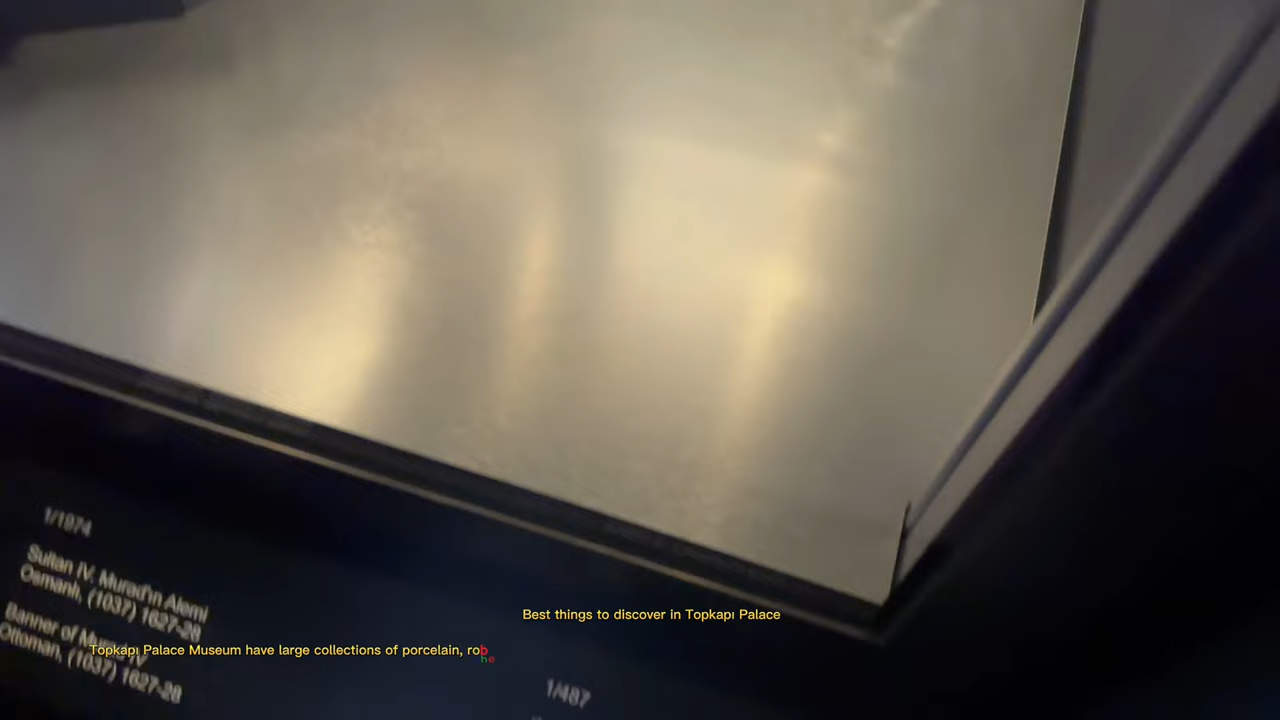 1/1974
Sultan IV. Murad'ın Alemi
Osmanlı, (1037) 1627-28
Banner of Murad IV
Ottoman, (1037) 1627-28
Best things to discover in Topkapı Palace
Topkapı Palace Museum have large collections of porcelain, rob
1/487